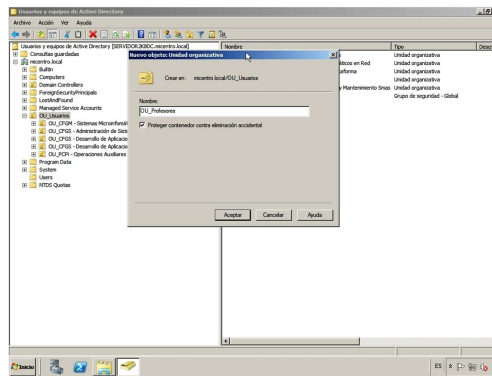 Usuarios y equipos de Active Directory
Archivo Acción Ver Ayuda
Usuarios y equipos de Active Directory [SERVIDOR2K8DC.micentro.local]
Consultas guardadas
micentro.local
Builtin
Computers
Domain Controllers
ForeignSecurityPrincipals
LostAndFound
Managed Service Accounts
OU_Usuarios
OU_CFGM - Sistemas Microinformát
OU_CFGS - Administración de Siste
OU_CFGS - Desarrollo de Aplicacio
OU_CFGS - Desarrollo de Aplicacio
OU_PCPI - Operaciones Auxiliares
Program Data
System
Users
NTDS Quotas
Nombre Tipo Descr
Unidad organizativa
áticos en Red Unidad organizativa
taforma Unidad organizativa
Unidad organizativa
y Mantenimiento Smas Unidad organizativa
Grupo de seguridad - Global
Nuevo objeto: Unidad organizativa
Crear en: micentro.local/OU_Usuarios
Nombre:
OU_Profesores
Proteger contenedor contra eliminación accidental
Aceptar Cancelar Ayuda
Inicio
ES